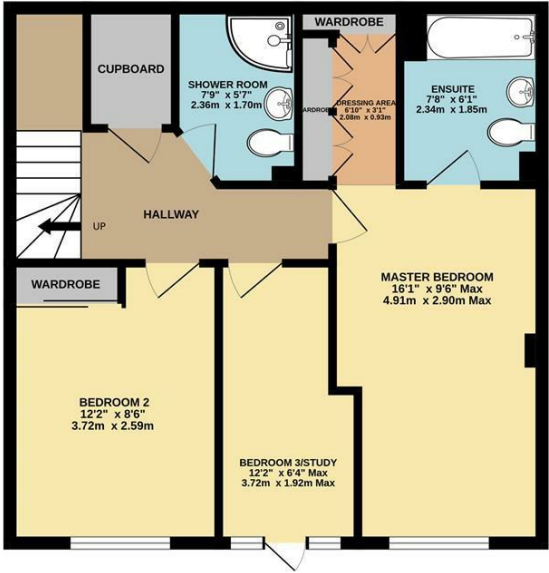 WARDROBE
CUPBOARD
SHOWER ROOM
7'9" x 5'7"
2.36m x 1.70m
ARDROBE
DRESSING AREA
6'10" x 3'1"
2.08m x 0.93m
ENSUITE
7'8" x 6'1"
2.34m x 1.85m
HALLWAY
UP
WARDROBE
MASTER BEDROOM
16'1" x 9'6" Max
4.91m x 2.90m Max
BEDROOM 2
12'2" x 8'6"
3.72m x 2.59m
BEDROOM 3/STUDY
12'2" x 6'4" Max
3.72m x 1.92m Max